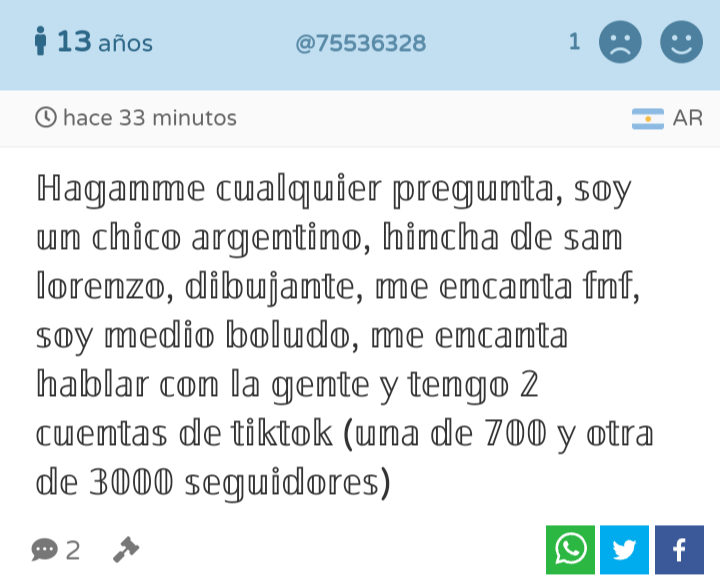 13 años @75536328 1
hace 33 minutos AR
Haganme cualquier pregunta, soy
un chico argentino, hincha de san
lorenzo, dibujante, me encanta fnf,
soy medio boludo, me encanta
hablar con la gente y tengo 2
cuentas de tiktok (una de 700 y otra
de 3000 seguidores)
2 f